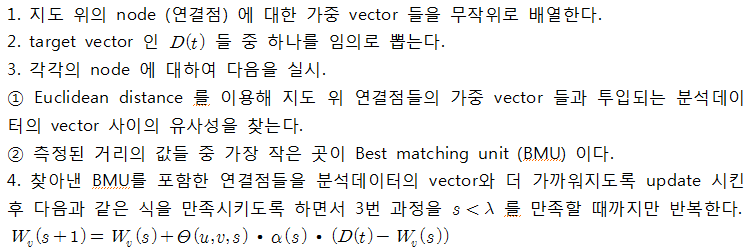 1. 지도 위의 node (연결점) 에 대한 가중 vector 들을 무작위로 배열한다.
2. target vector 인 D(t) 들 중 하나를 임의로 뽑는다.
3. 각각의 node 에 대하여 다음을 실시.
① Euclidean distance 를 이용해 지도 위 연결점들의 가중 vector 들과 투입되는 분석데이
터의 vector 사이의 유사성을 찾는다.
② 측정된 거리의 값들 중 가장 작은 곳이 Best matching unit (BMU) 이다.
4. 찾아낸 BMU를 포함한 연결점들을 분석데이터의 vector와 더 가까워지도록 update 시킨
후 다음과 같은 식을 만족시키도록 하면서 3번 과정을 s < λ 를 만족할 때까지만 반복한다.
W_v(s+1) = W_v(s) + Θ(u,v,s) • α(s) • (D(t) − W_v(s))